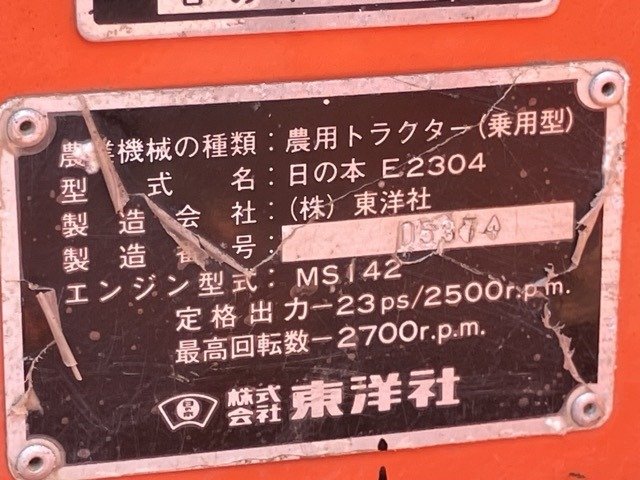 農業機械の種類：農用トラクター(乗用型)
型式名：日の本 E2304
製造会社：(株) 東洋社
製造番号：D5374
エンジン型式：MS142
定格出力－23ps/2500r.p.m.
最高回転数－2700r.p.m.
日の本 株式会社 東洋社